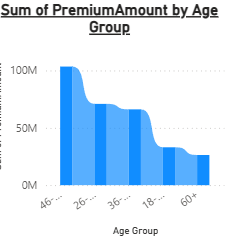 Sum of PremiumAmount by Age
Group
100M
50M
0M
46-...
26-...
36-...
18-...
60+
Age Group